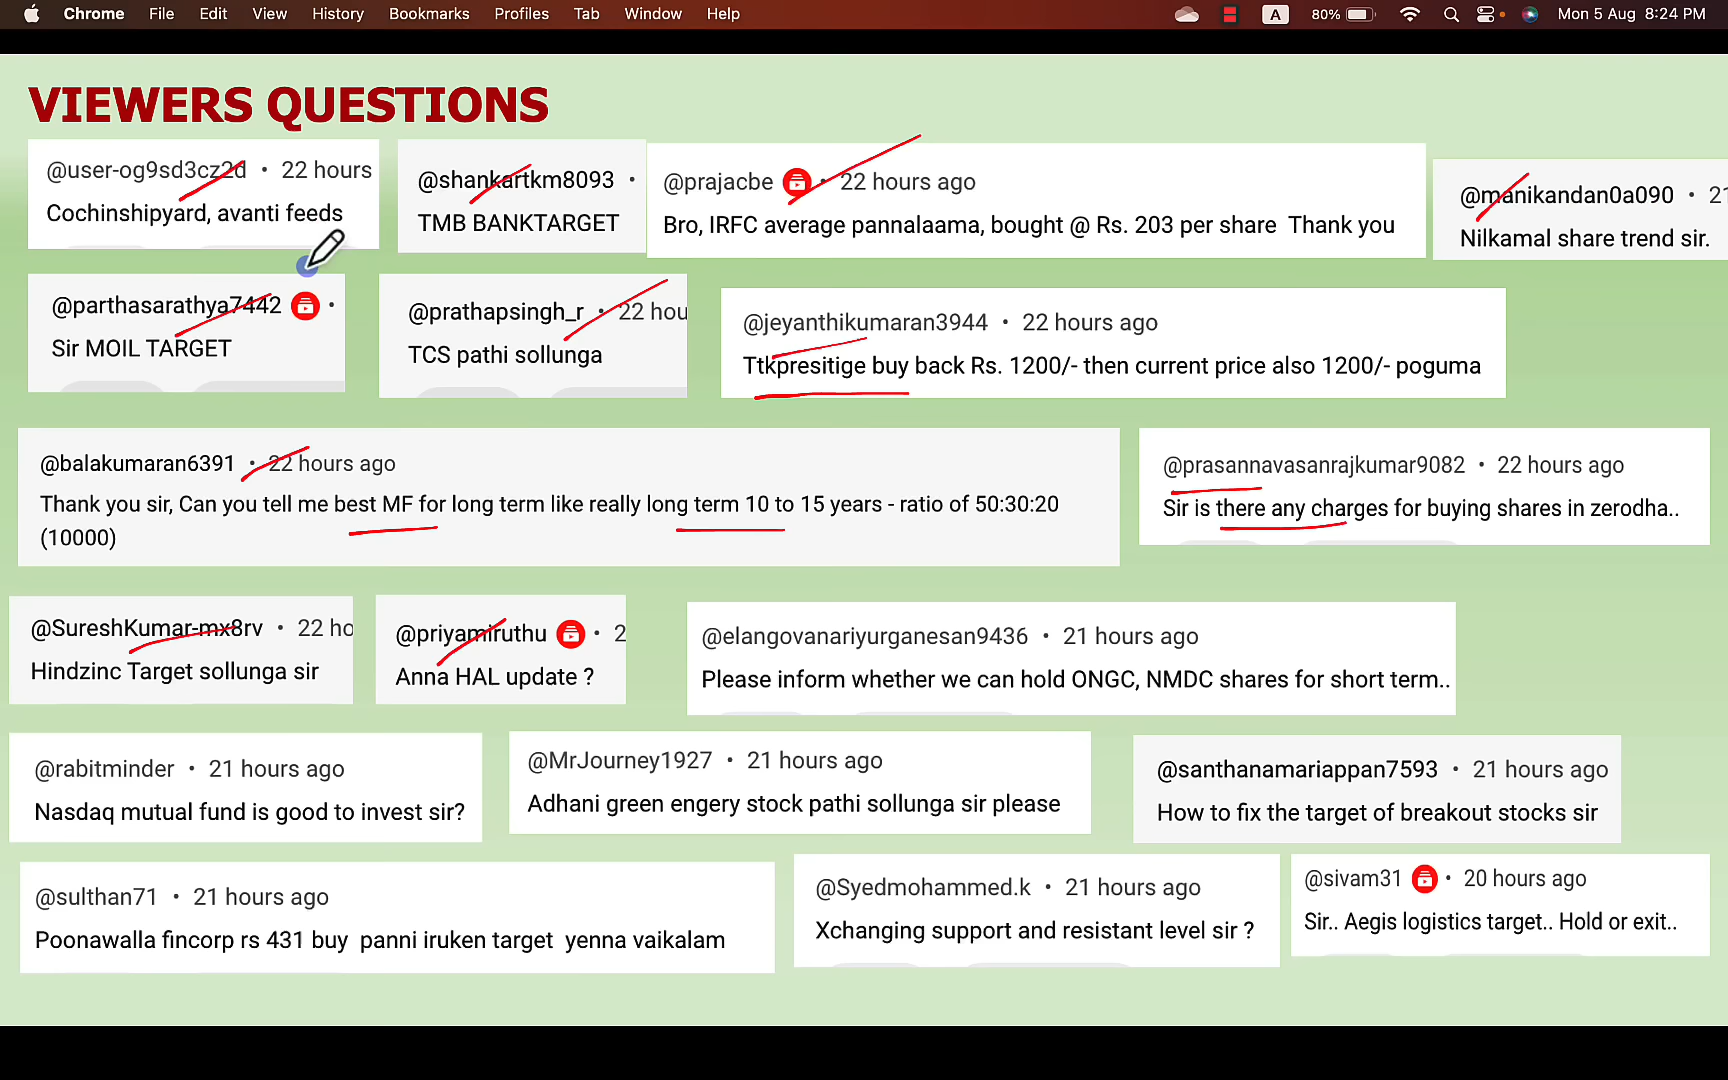 Chrome File Edit View History Bookmarks Profiles Tab Window Help A 80% Mon 5 Aug 8:24 PM
VIEWERS QUESTIONS
@user-og9sd3cz2d • 22 hours
Cochinshipyard, avanti feeds
@shankartkm8093 •
TMB BANKTARGET
@prajacbe • 22 hours ago
Bro, IRFC average pannalaama, bought @ Rs. 203 per share Thank you
@manikandan0a090 • 21
Nilkamal share trend sir.
@parthasarathya7442 •
Sir MOIL TARGET
@prathapsingh_r • 22 hou
TCS pathi sollunga
@jeyanthikumaran3944 • 22 hours ago
Ttkpresitige buy back Rs. 1200/- then current price also 1200/- poguma
@balakumaran6391 • 22 hours ago
Thank you sir, Can you tell me best MF for long term like really long term 10 to 15 years - ratio of 50:30:20
(10000)
@prasannavasanrajkumar9082 • 22 hours ago
Sir is there any charges for buying shares in zerodha..
@SureshKumar-mx8rv • 22 ho
Hindzinc Target sollunga sir
@priyamiruthu • 2
Anna HAL update ?
@elangovanariyurganesan9436 • 21 hours ago
Please inform whether we can hold ONGC, NMDC shares for short term..
@rabitminder • 21 hours ago
Nasdaq mutual fund is good to invest sir?
@MrJourney1927 • 21 hours ago
Adhani green engery stock pathi sollunga sir please
@santhanamariappan7593 • 21 hours ago
How to fix the target of breakout stocks sir
@sulthan71 • 21 hours ago
Poonawalla fincorp rs 431 buy panni iruken target yenna vaikalam
@Syedmohammed.k • 21 hours ago
Xchanging support and resistant level sir ?
@sivam31 • 20 hours ago
Sir.. Aegis logistics target.. Hold or exit..